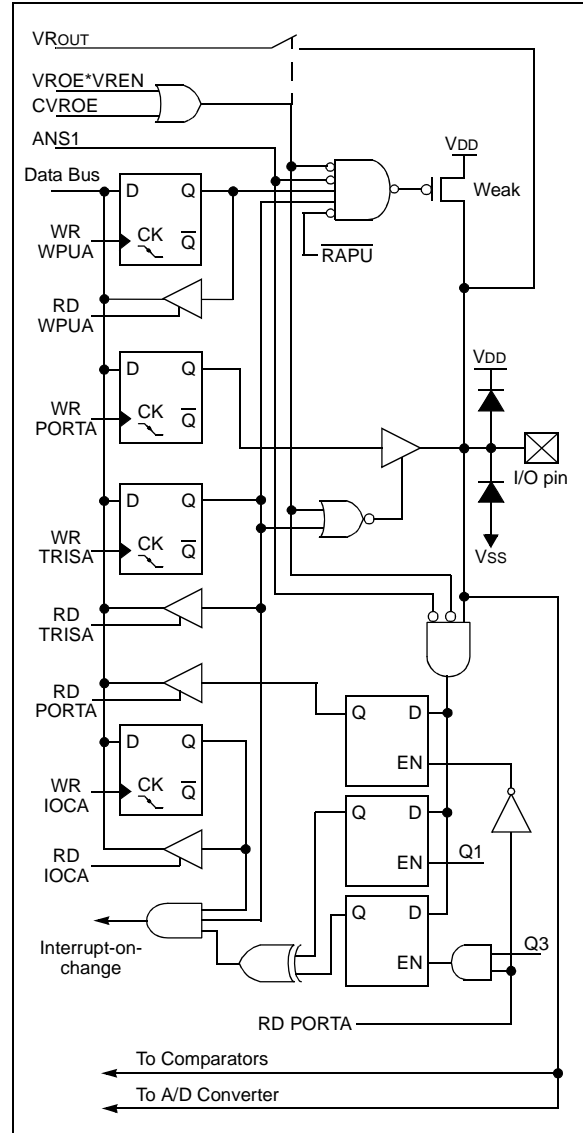 VROUT
VROE*VREN
CVROE
ANS1
VDD
Data Bus
D Q
Weak
WR
WPUA
CK Q
RAPU
RD
WPUA
VDD
D Q
WR
PORTA
CK Q
I/O pin
D Q
WR
TRISA
CK Q
VSS
RD
TRISA
RD
PORTA
Q D
EN
D Q
WR
IOCA
CK Q
Q D
EN Q1
RD
IOCA
Q D
EN
Q3
Interrupt-on-
change
RD PORTA
To Comparators
To A/D Converter